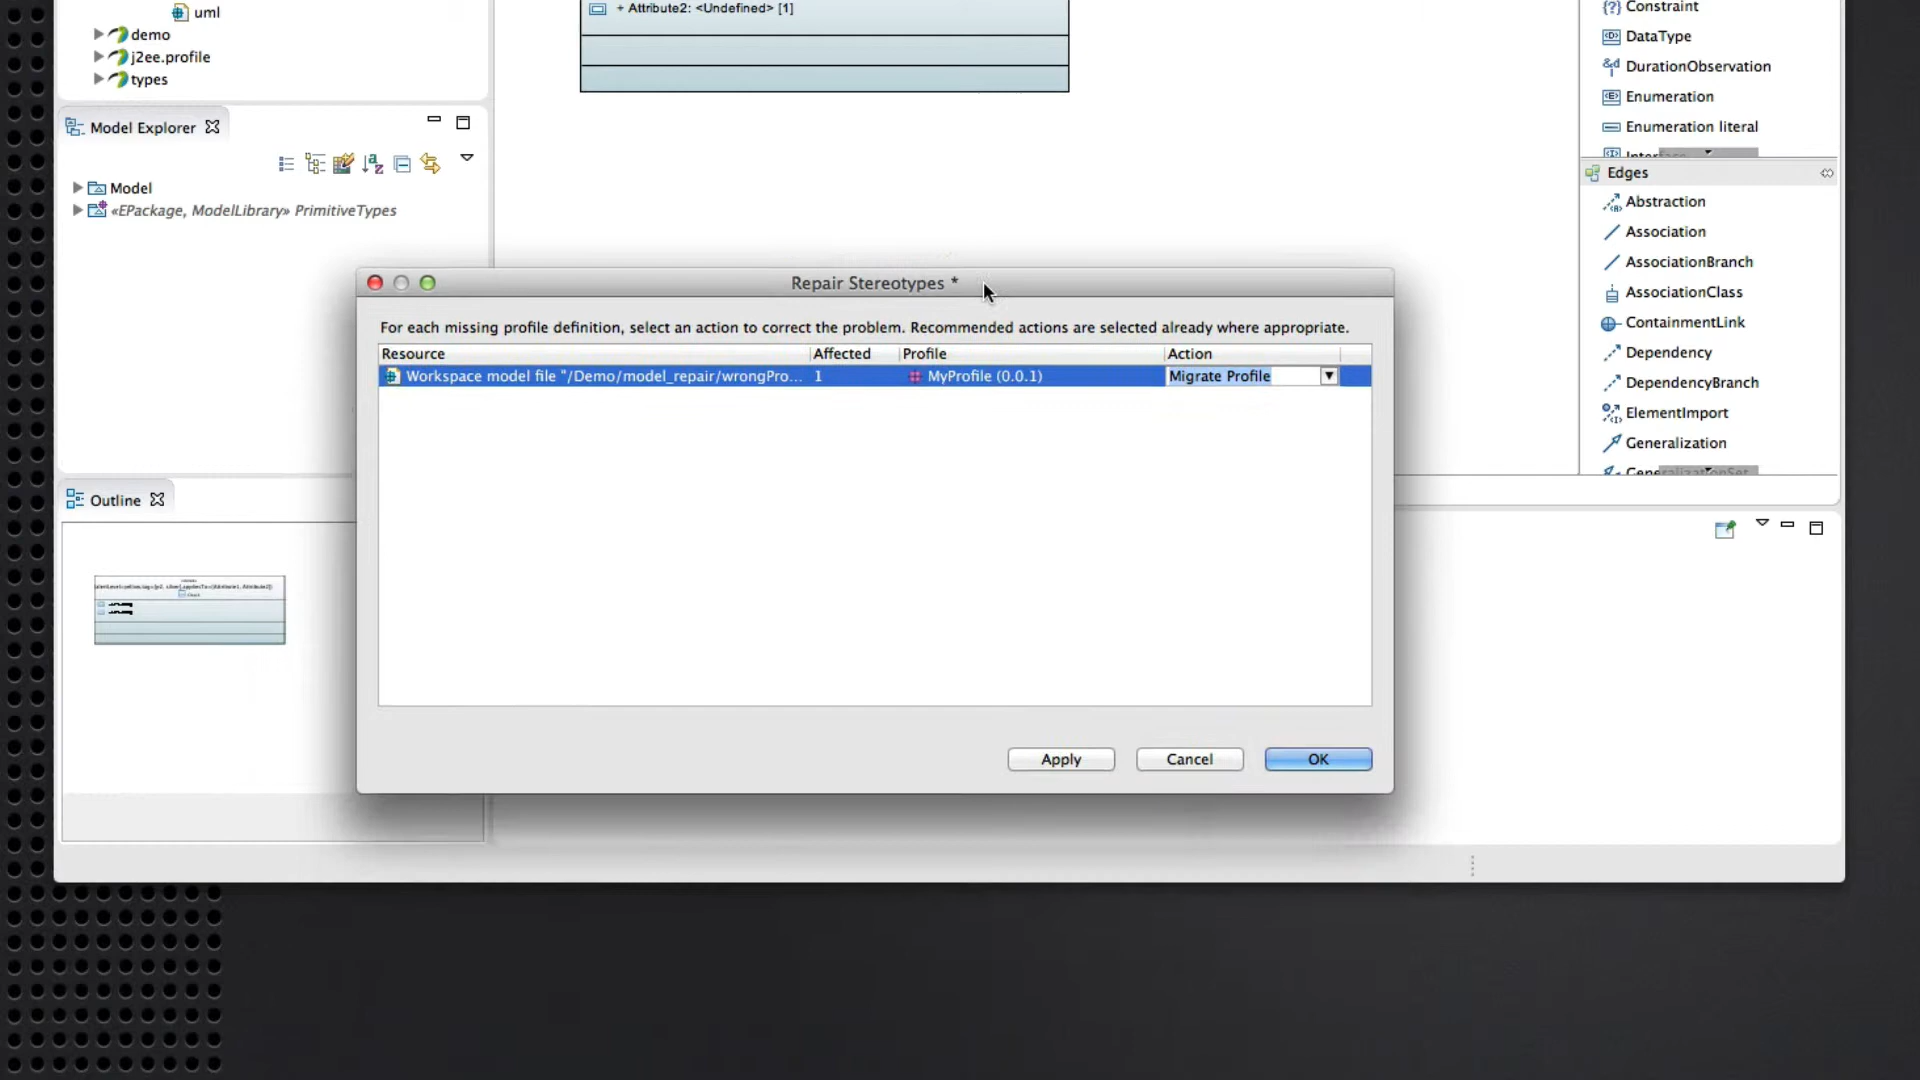 uml
demo
j2ee.profile
types
Model Explorer
Model
«EPackage, ModelLibrary» PrimitiveTypes
Outline
+ Attribute2: <Undefined> [1]
Constraint
DataType
DurationObservation
Enumeration
Enumeration literal
Edges
Abstraction
Association
AssociationBranch
AssociationClass
ContainmentLink
Dependency
DependencyBranch
ElementImport
Generalization
Repair Stereotypes *
For each missing profile definition, select an action to correct the problem. Recommended actions are selected already where appropriate.
Resource Affected Profile Action
Workspace model file "/Demo/model_repair/wrongPro... 1 MyProfile (0.0.1) Migrate Profile
Apply Cancel OK